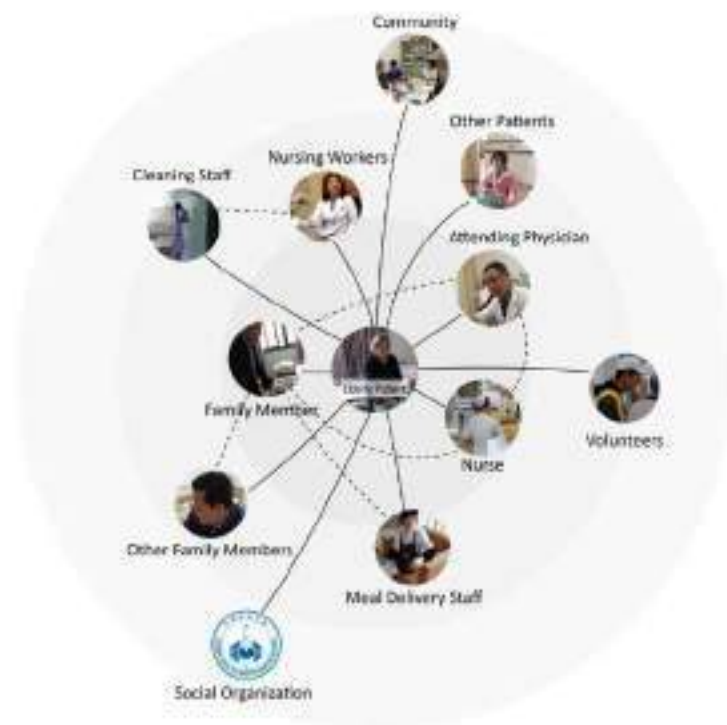 Community
Other Patients
Nursing Workers
Cleaning Staff
Attending Physician
Family Member
Volunteers
Nurse
Other Family Members
Meal Delivery Staff
Social Organization